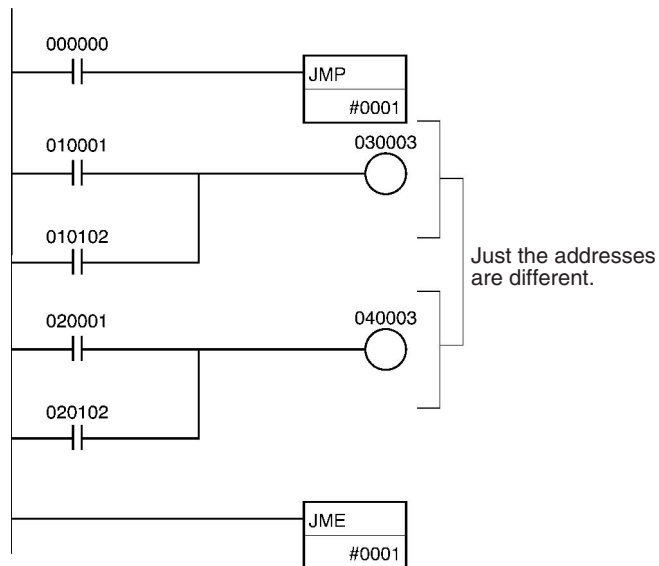 000000
JMP
#0001
010001
030003
010102
Just the addresses
are different.
020001
040003
020102
JME
#0001